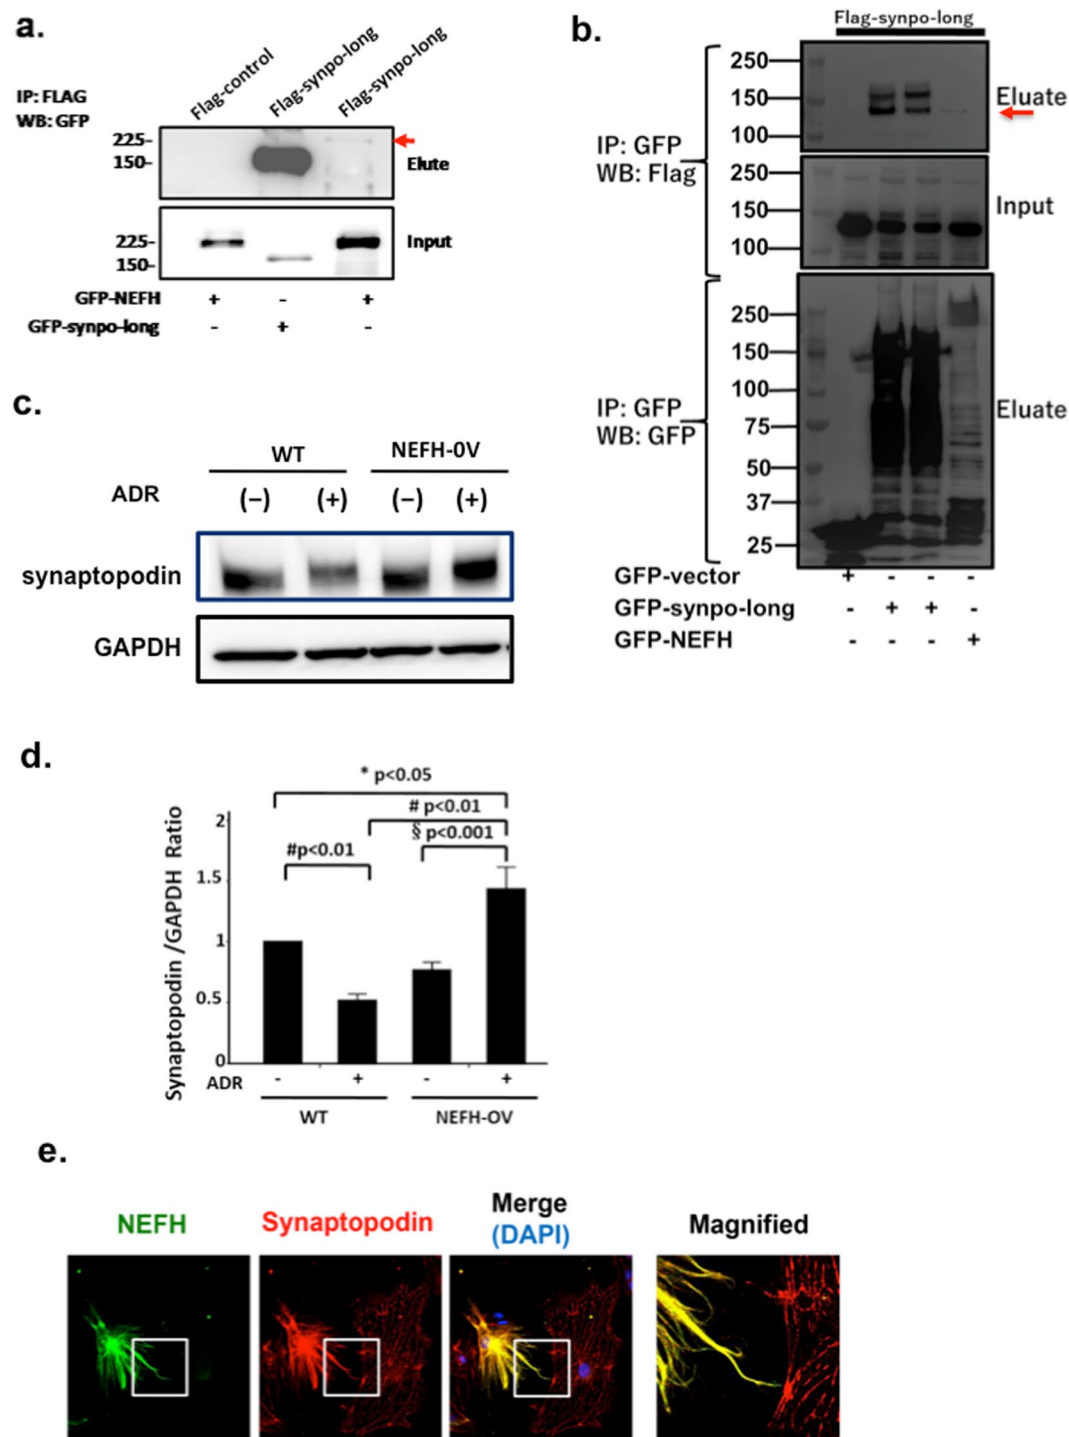 a.
Flag-control
Flag-synpo-long
Flag-synpo-long
IP: FLAG
WB: GFP
225-
150-
Elute
225-
150-
Input
GFP-NEFH + - +
GFP-synpo-long - + -
b.
Flag-synpo-long
IP: GFP
WB: Flag
250
150
100
Eluate
250
150
100
Input
IP: GFP
WB: GFP
250
150
100
75
50
37
25
Eluate
GFP-vector + - - -
GFP-synpo-long - + + -
GFP-NEFH - - - +
c.
WT NEFH-0V
ADR (–) (+) (–) (+)
synaptopodin
GAPDH
d.
* p<0.05
# p<0.01
§ p<0.001
#p<0.01
Synaptopodin /GAPDH Ratio
2
1.5
1
0.5
0
ADR - + - +
WT NEFH-OV
e.
NEFH
Synaptopodin
Merge
(DAPI)
Magnified